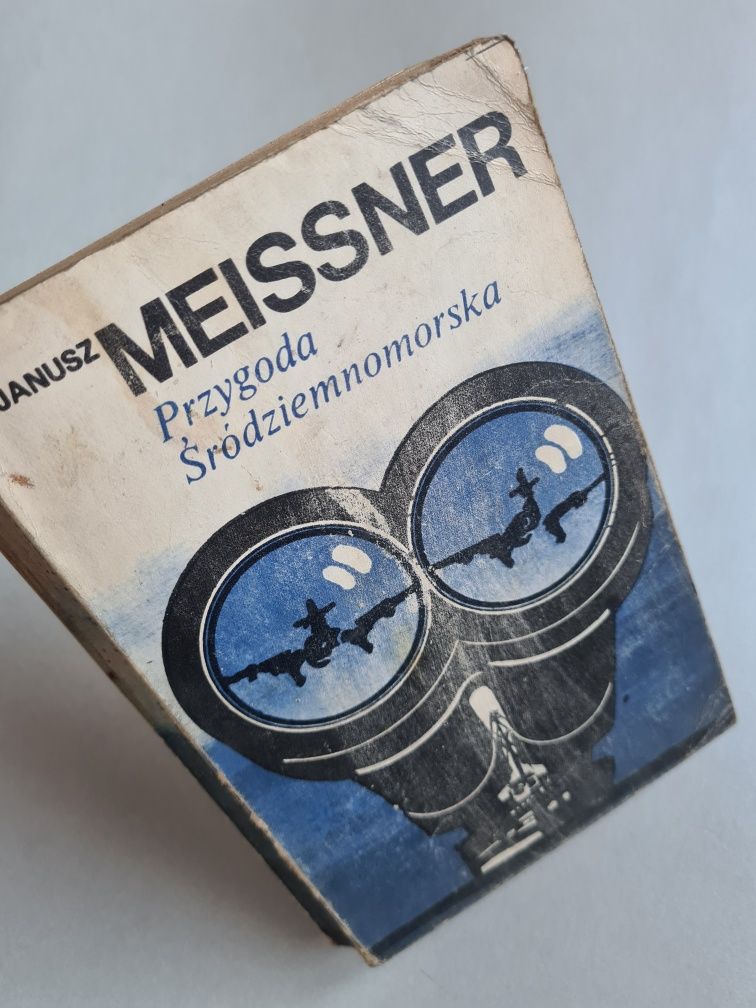 JANUSZ MEISSNER
Przygoda
Śródziemnomorska